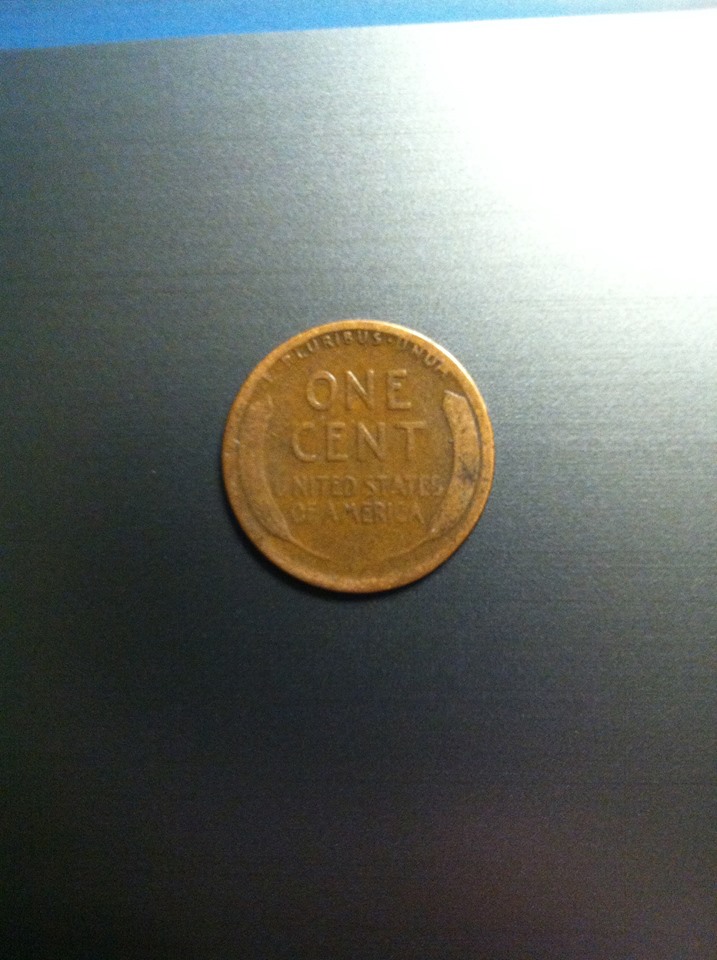 PLURIBUS·UNUM
ONE
CENT
UNITED STATES
OF AMERICA